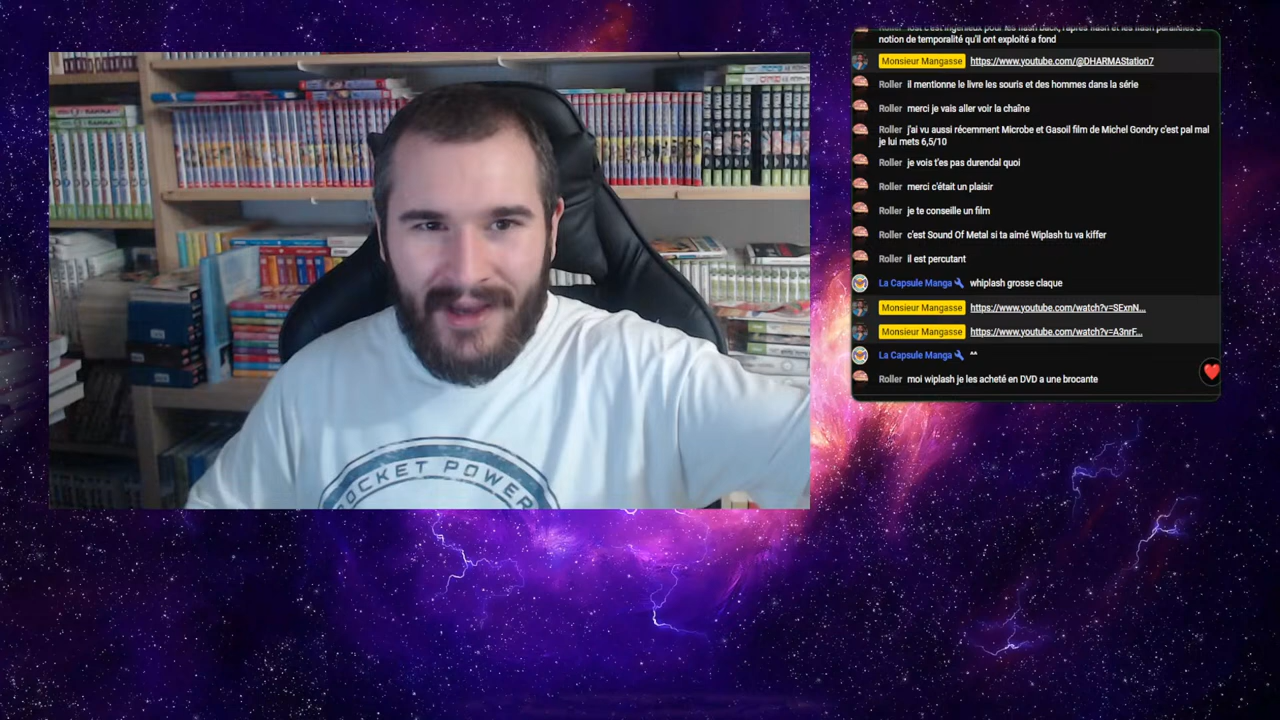 notion de temporalité qu'il ont exploité a fond
Monsieur Mangasse https://www.youtube.com/@DHARMAStation7
Roller il mentionne le livre les souris et des hommes dans la série
Roller merci je vais aller voir la chaîne
Roller j'ai vu aussi récemment Microbe et Gasoil film de Michel Gondry c'est pal mal
je lui mets 6,5/10
Roller je vois t'es pas durendal quoi
Roller merci c'était un plaisir
Roller je te conseille un film
Roller c'est Sound Of Metal si ta aimé Wiplash tu va kiffer
Roller il est percutant
La Capsule Manga whiplash grosse claque
Monsieur Mangasse https://www.youtube.com/watch?v=SExnN...
Monsieur Mangasse https://www.youtube.com/watch?v=A3nrF...
La Capsule Manga ^^
Roller moi wiplash je les acheté en DVD a une brocante
OCKET POWER